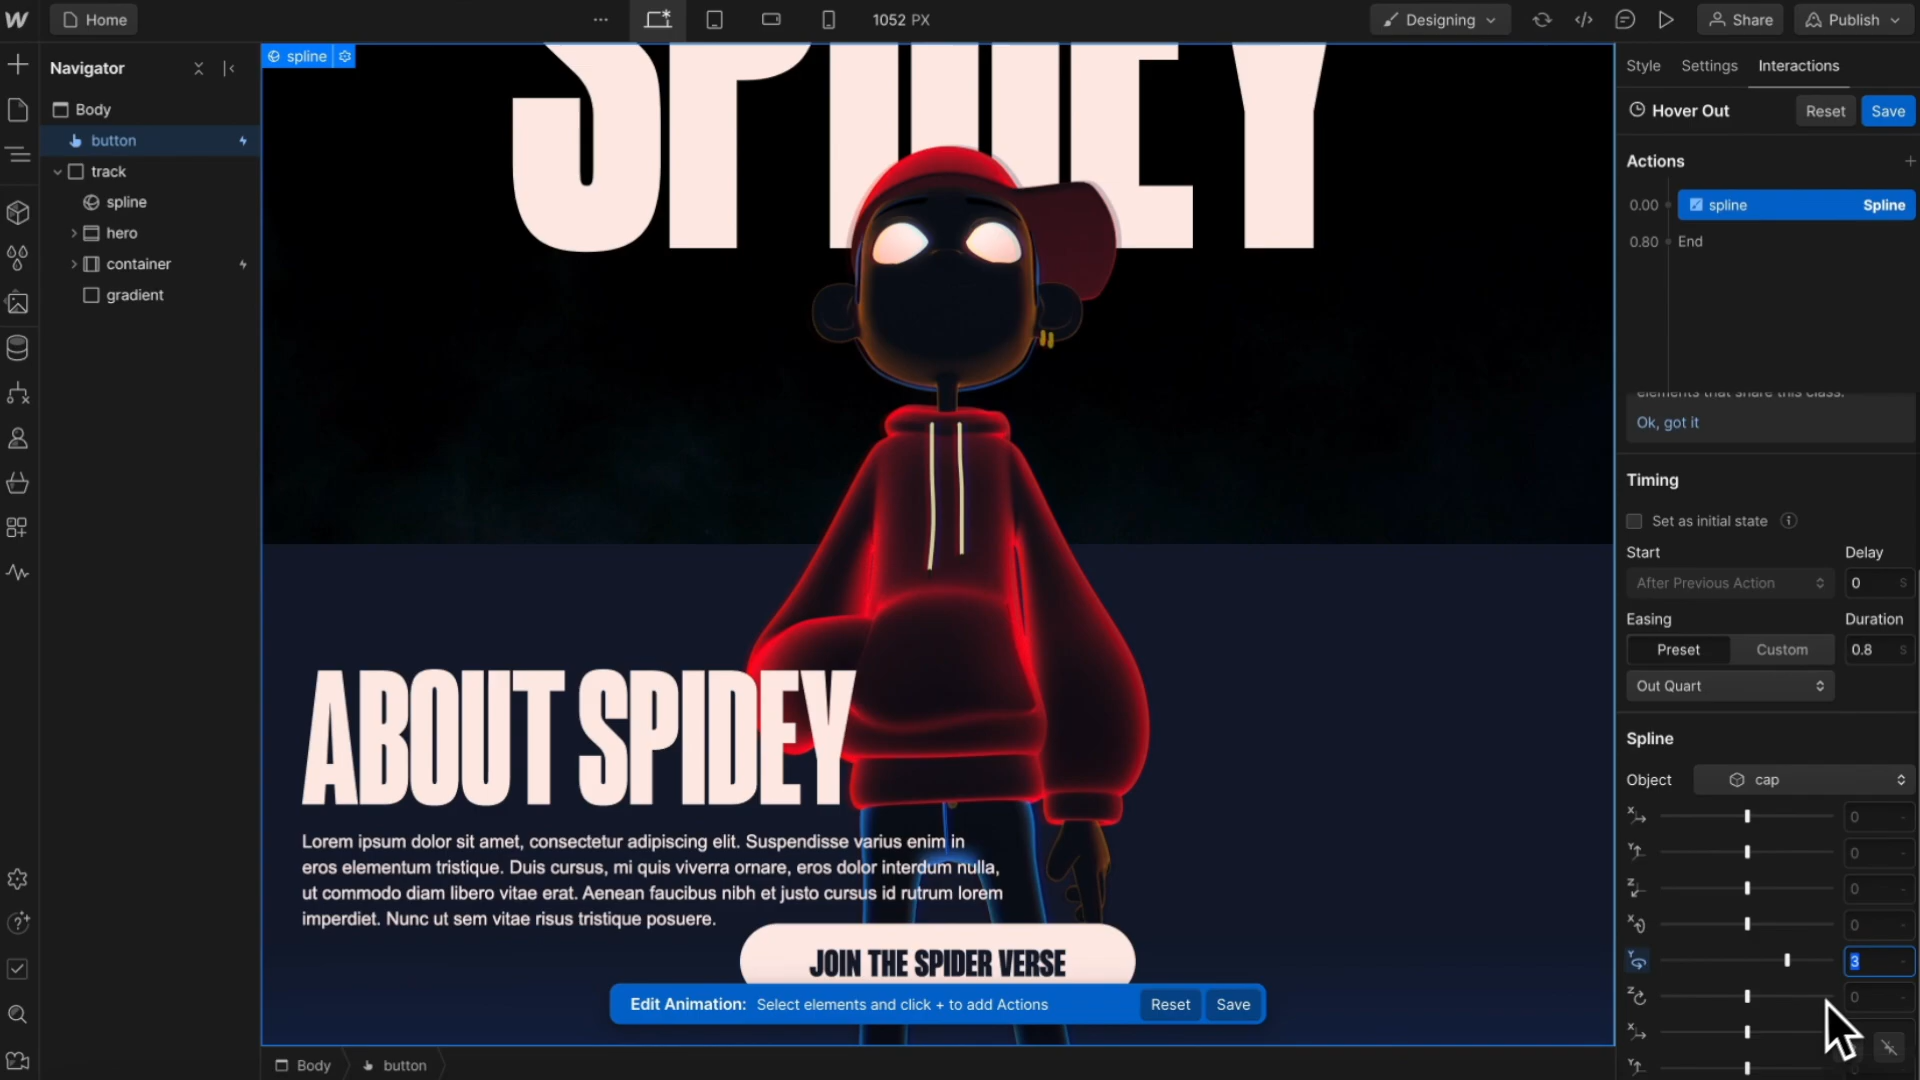 Home
1052 PX
Designing
Share
Publish
Navigator
Body
button
track
spline
hero
container
gradient
spline
SPIDEY
ABOUT SPIDEY
Lorem ipsum dolor sit amet, consectetur adipiscing elit. Suspendisse varius enim in
eros elementum tristique. Duis cursus, mi quis viverra ornare, eros dolor interdum nulla,
ut commodo diam libero vitae erat. Aenean faucibus nibh et justo cursus id rutrum lorem
imperdiet. Nunc ut sem vitae risus tristique posuere.
JOIN THE SPIDER VERSE
Edit Animation: Select elements and click + to add Actions
Reset
Save
Body
button
Style
Settings
Interactions
Hover Out
Reset
Save
Actions
0.00
spline
Spline
0.80
End
elements that share this class.
Ok, got it
Timing
Set as initial state
Start
Delay
After Previous Action
0 S
Easing
Duration
Preset
Custom
0.8 S
Out Quart
Spline
Object
cap
X
0 -
Y
0 -
Z
0 -
X
0 -
Y
3 -
Z
0 -
X
Y